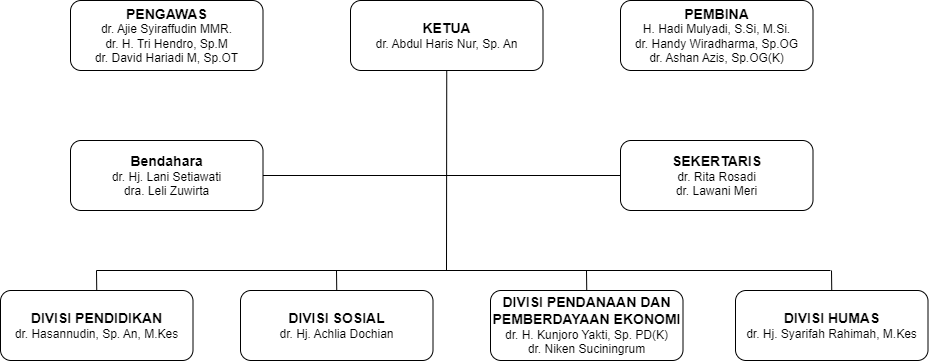 PENGAWAS
dr. Ajie Syiraffudin MMR.
dr. H. Tri Hendro, Sp.M
dr. David Hariadi M, Sp.OT
KETUA
dr. Abdul Haris Nur, Sp. An
PEMBINA
H. Hadi Mulyadi, S.Si, M.Si.
dr. Handy Wiradharma, Sp.OG
dr. Ashan Azis, Sp.OG(K)
Bendahara
dr. Hj. Lani Setiawati
dra. Leli Zuwirta
SEKERTARIS
dr. Rita Rosadi
dr. Lawani Meri
DIVISI PENDIDIKAN
dr. Hasannudin, Sp. An, M.Kes
DIVISI SOSIAL
dr. Hj. Achlia Dochian
DIVISI PENDANAAN DAN
PEMBERDAYAAN EKONOMI
dr. H. Kunjoro Yakti, Sp. PD(K)
dr. Niken Suciningrum
DIVISI HUMAS
dr. Hj. Syarifah Rahimah, M.Kes